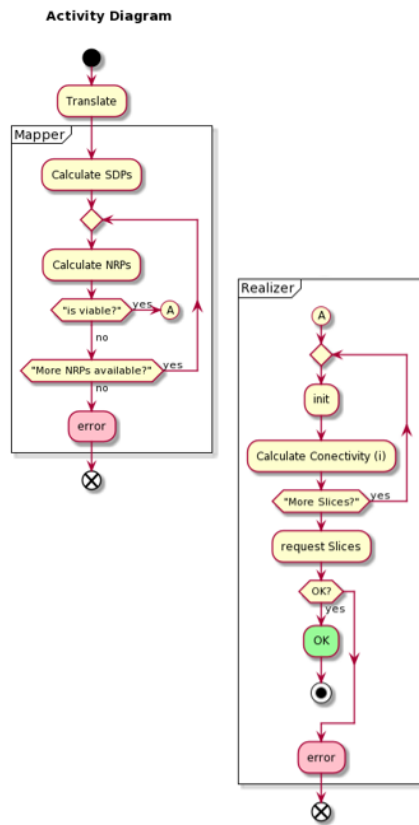 Activity Diagram
Translate
Mapper
Calculate SDPs
Calculate NRPs
"is viable?"
yes
A
no
"More NRPs available?"
yes
no
error
Realizer
A
init
Calculate Conectivity (i)
"More Slices?"
yes
request Slices
OK?
yes
OK
error